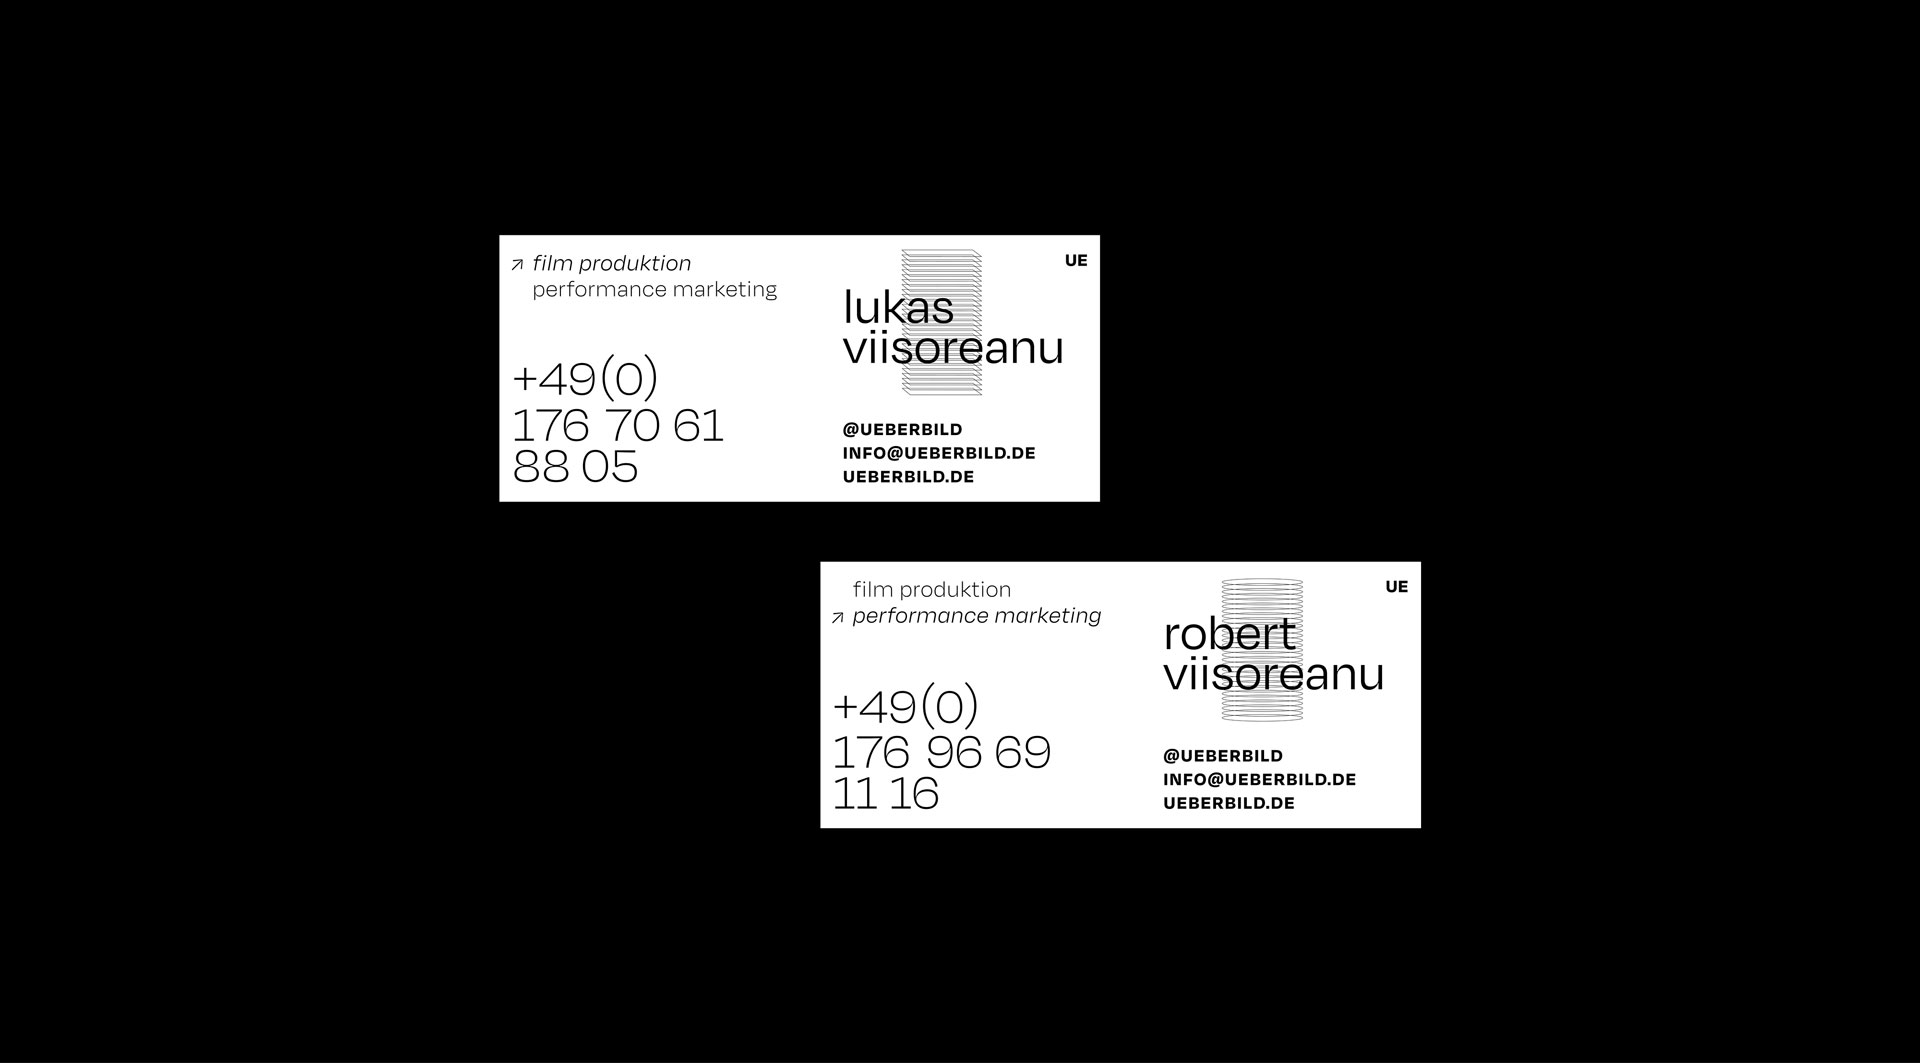 ↗ film produktion
performance marketing
+49(0)
176 70 61
88 05
lukas
viisoreanu
UE
@UEBERBILD
INFO@UEBERBILD.DE
UEBERBILD.DE
film produktion
↗ performance marketing
+49(0)
176 96 69
11 16
robert
viisoreanu
UE
@UEBERBILD
INFO@UEBERBILD.DE
UEBERBILD.DE